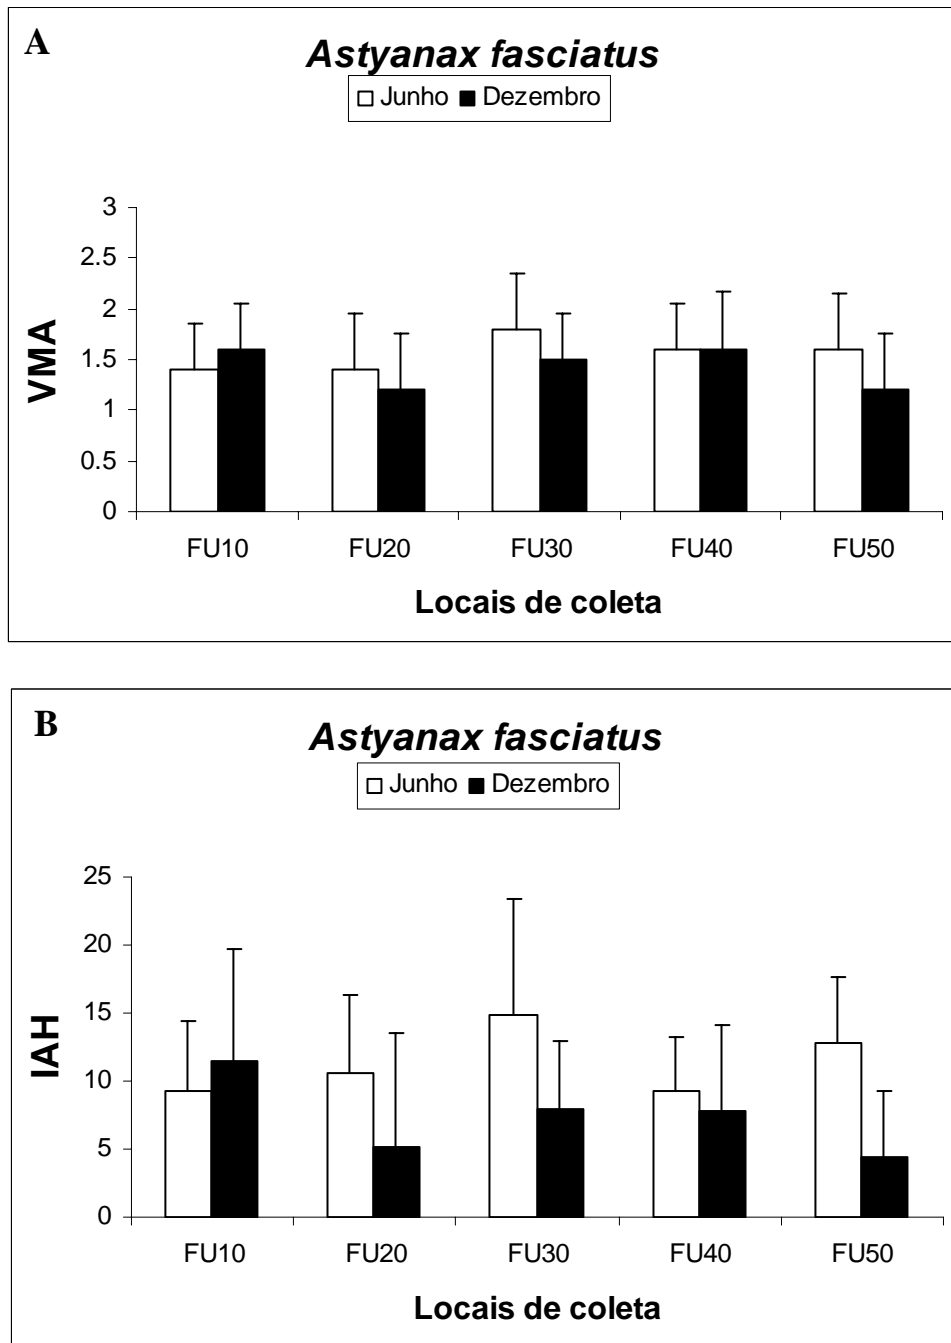 A
Astyanax fasciatus
Junho Dezembro
3
2.5
2
1.5
1
0.5
0
VMA
FU10 FU20 FU30 FU40 FU50
Locais de coleta
B
Astyanax fasciatus
Junho Dezembro
25
20
15
10
5
0
IAH
FU10 FU20 FU30 FU40 FU50
Locais de coleta